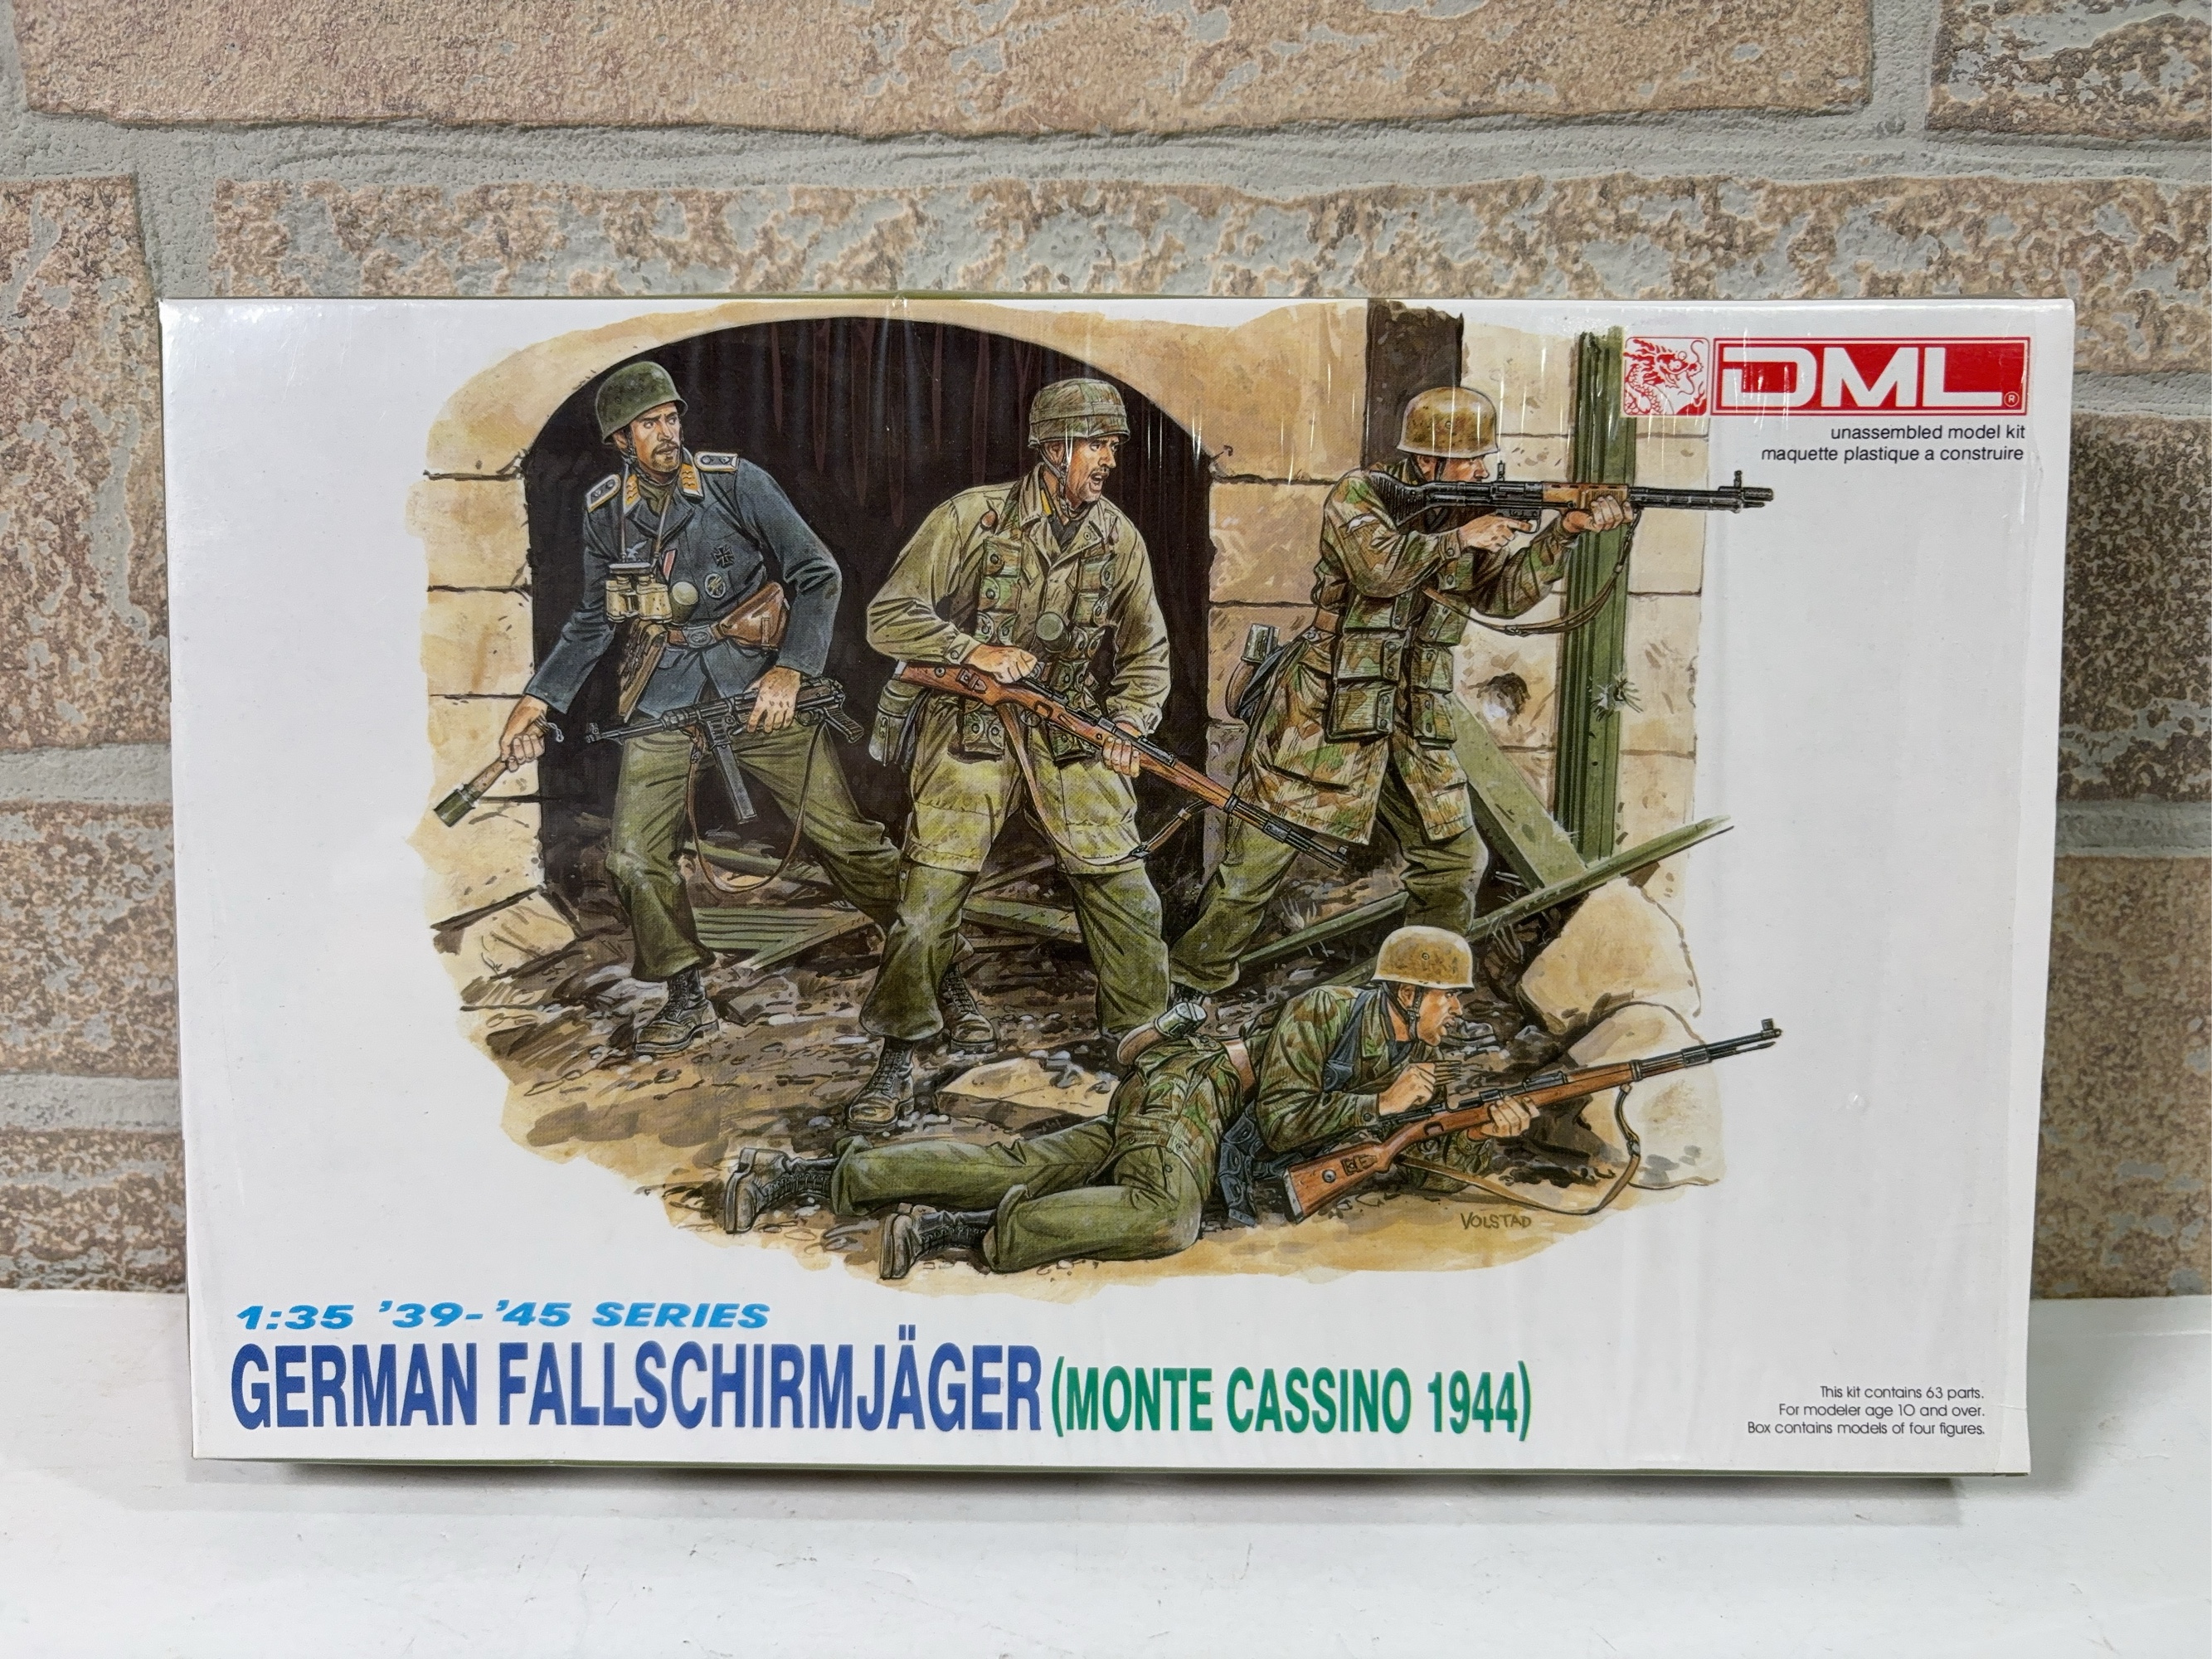 DML®
unassembled model kit
maquette plastique a construire
VOLSTAD
1:35 '39-'45 SERIES
GERMAN FALLSCHIRMJÄGER (MONTE CASSINO 1944)
This kit contains 63 parts.
For modeler age 10 and over.
Box contains models of four figures.